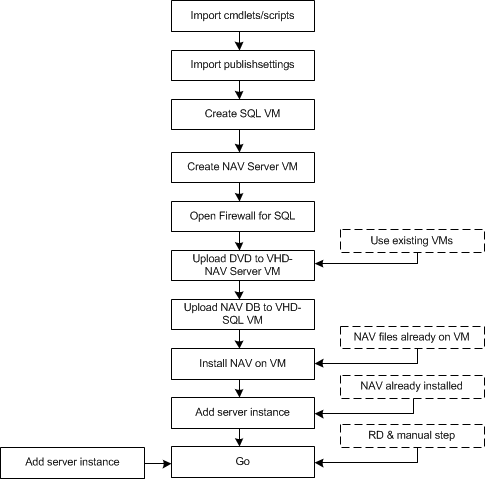 Import cmdlets/scripts
Import publishsettings
Create SQL VM
Create NAV Server VM
Open Firewall for SQL
Use existing VMs
Upload DVD to VHD-
NAV Server VM
Upload NAV DB to VHD-
SQL VM
NAV files already on VM
Install NAV on VM
NAV already installed
Add server instance
RD & manual step
Add server instance
Go